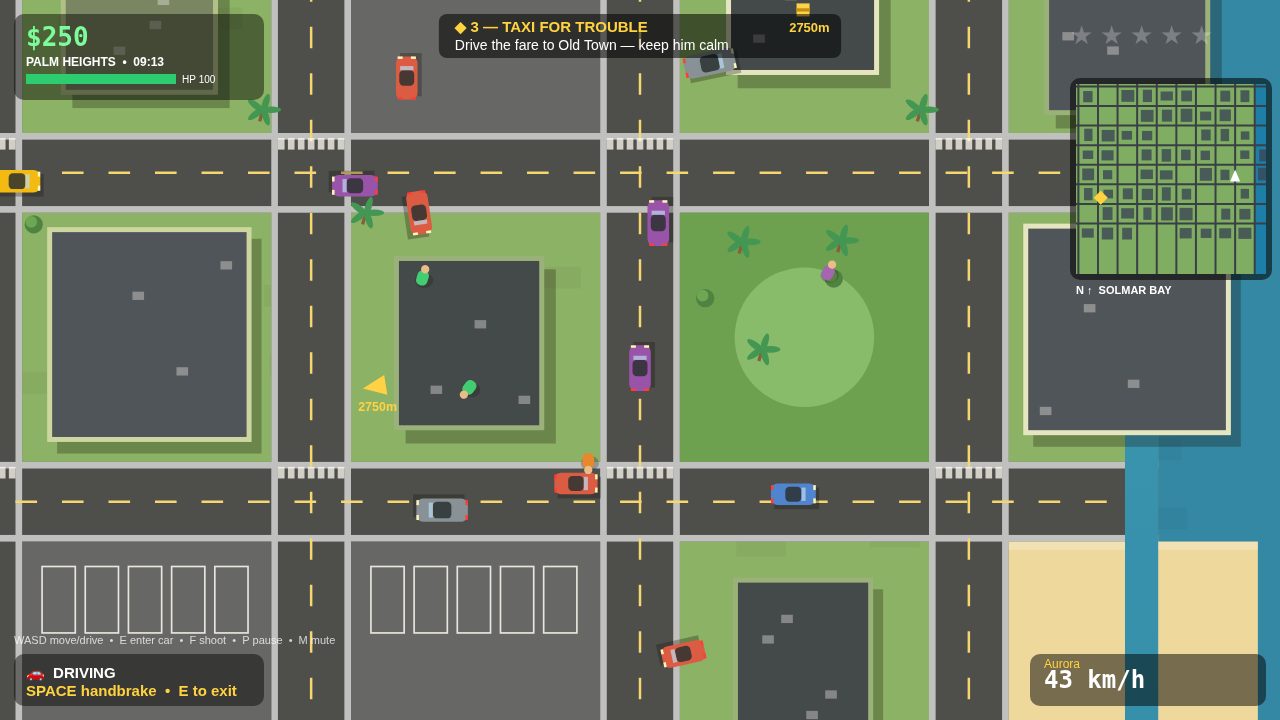 $250
PALM HEIGHTS • 09:13
HP 100
◆ 3 — TAXI FOR TROUBLE
Drive the fare to Old Town — keep him calm
2750m
★ ★ ★ ★ ★
N ↑ SOLMAR BAY
2750m
WASD move/drive • E enter car • F shoot • P pause • M mute
DRIVING
SPACE handbrake • E to exit
Aurora
43 km/h